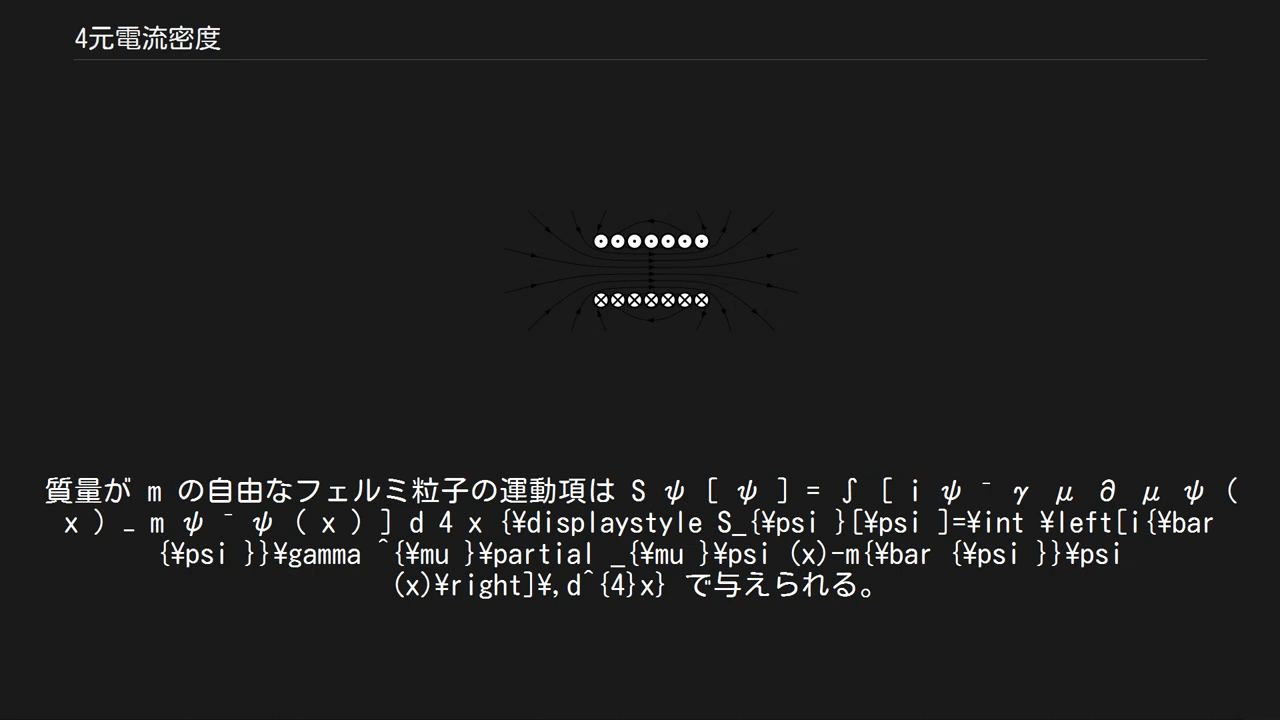 4元電流密度
質量が m の自由なフェルミ粒子の運動項は S ψ [ ψ ] = ∫ [ i ψ ¯ γ μ ∂ μ ψ (
x ) − m ψ ¯ ψ ( x ) ] d 4 x {¥displaystyle S_{¥psi }[¥psi ]=¥int ¥left[i{¥bar
{¥psi }}¥gamma ^{¥mu }¥partial _{¥mu }¥psi (x)-m{¥bar {¥psi }}¥psi
(x)¥right]¥,d^{4}x} で与えられる。